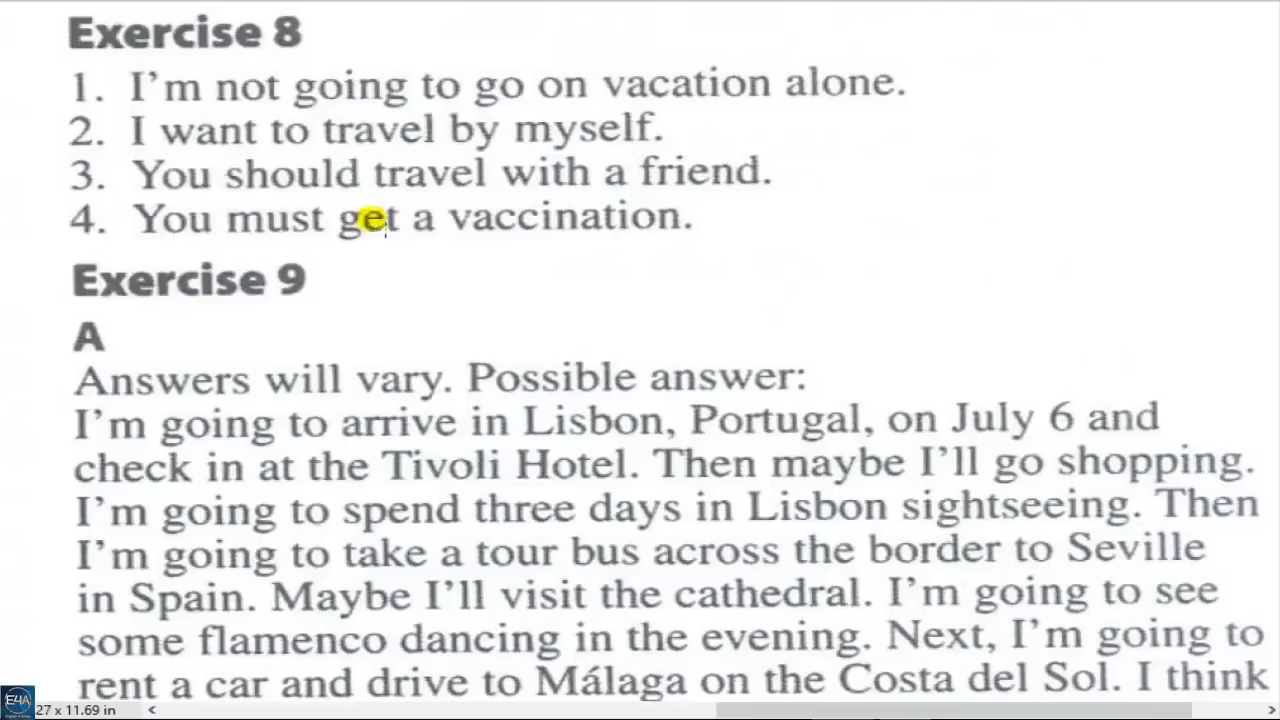 Exercise 8
1. I'm not going to go on vacation alone.
2. I want to travel by myself.
3. You should travel with a friend.
4. You must get a vaccination.
Exercise 9
A
Answers will vary. Possible answer:
I'm going to arrive in Lisbon, Portugal, on July 6 and
check in at the Tivoli Hotel. Then maybe I'll go shopping.
I'm going to spend three days in Lisbon sightseeing. Then
I'm going to take a tour bus across the border to Seville
in Spain. Maybe I'll visit the cathedral. I'm going to see
some flamenco dancing in the evening. Next, I'm going to
rent a car and drive to Málaga on the Costa del Sol. I think
E4A
27 x 11.69 in